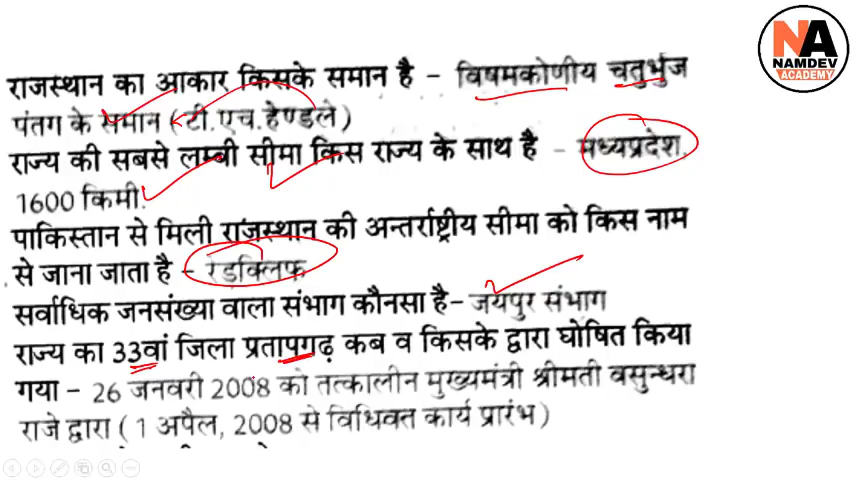 NA
NAMDEV
ACADEMY
राजस्थान का आकार किसके समान है - विषमकोणीय चतुर्भुज
पंतग के समान (टी.एच.हेण्डले)
राज्य की सबसे लम्बी सीमा किस राज्य के साथ है - मध्यप्रदेश,
1600 किमी.
पाकिस्तान से मिली राजस्थान की अन्तर्राष्ट्रीय सीमा को किस नाम
से जाना जाता है - रेडक्लिफ
सर्वाधिक जनसंख्या वाला संभाग कौनसा है- जयपुर संभाग
राज्य का 33वां जिला प्रतापगढ़ कब व किसके द्वारा घोषित किया
गया - 26 जनवरी 2008 को तत्कालीन मुख्यमंत्री श्रीमती वसुन्धरा
राजे द्वारा ( 1 अपैल, 2008 से विधिवत कार्य प्रारंभ)